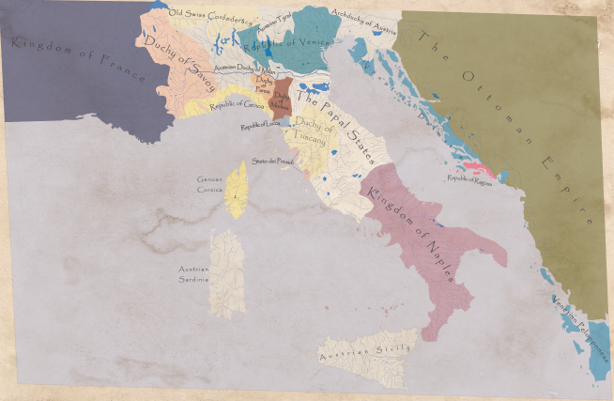 Old Swiss Confederacy
Austrian Tyrol
Archduchy of Austria
Kingdom of France
Duchy of Savoy
Republic of Venice
The Ottoman Empire
Austrian Duchy of Milan
Duchy of Parma
Duchy of Modena
Republic of Genoa
The Papal States
Republic of Lucca
Duchy of
Tuscany
Stato dei Presidi
Republic of Ragusa
Genoan
Corsica
Kingdom of Naples
Austrian
Sardinia
Venetian Peloponnese
Austrian Sicily